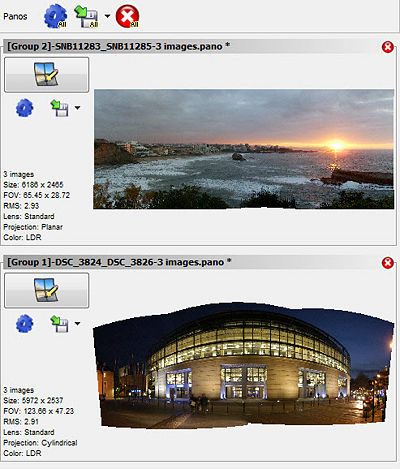 Panos
All
All
All
[Group 2]-SNB11283_SNB11285-3 images.pano *
3 images
Size: 6186 x 2465
FOV: 65.45 x 28.72
RMS: 2.93
Lens: Standard
Projection: Planar
Color: LDR
[Group 1]-DSC_3824_DSC_3826-3 images.pano *
3 images
Size: 5972 x 2537
FOV: 123.66 x 47.23
RMS: 2.91
Lens: Standard
Projection: Cylindrical
Color: LDR